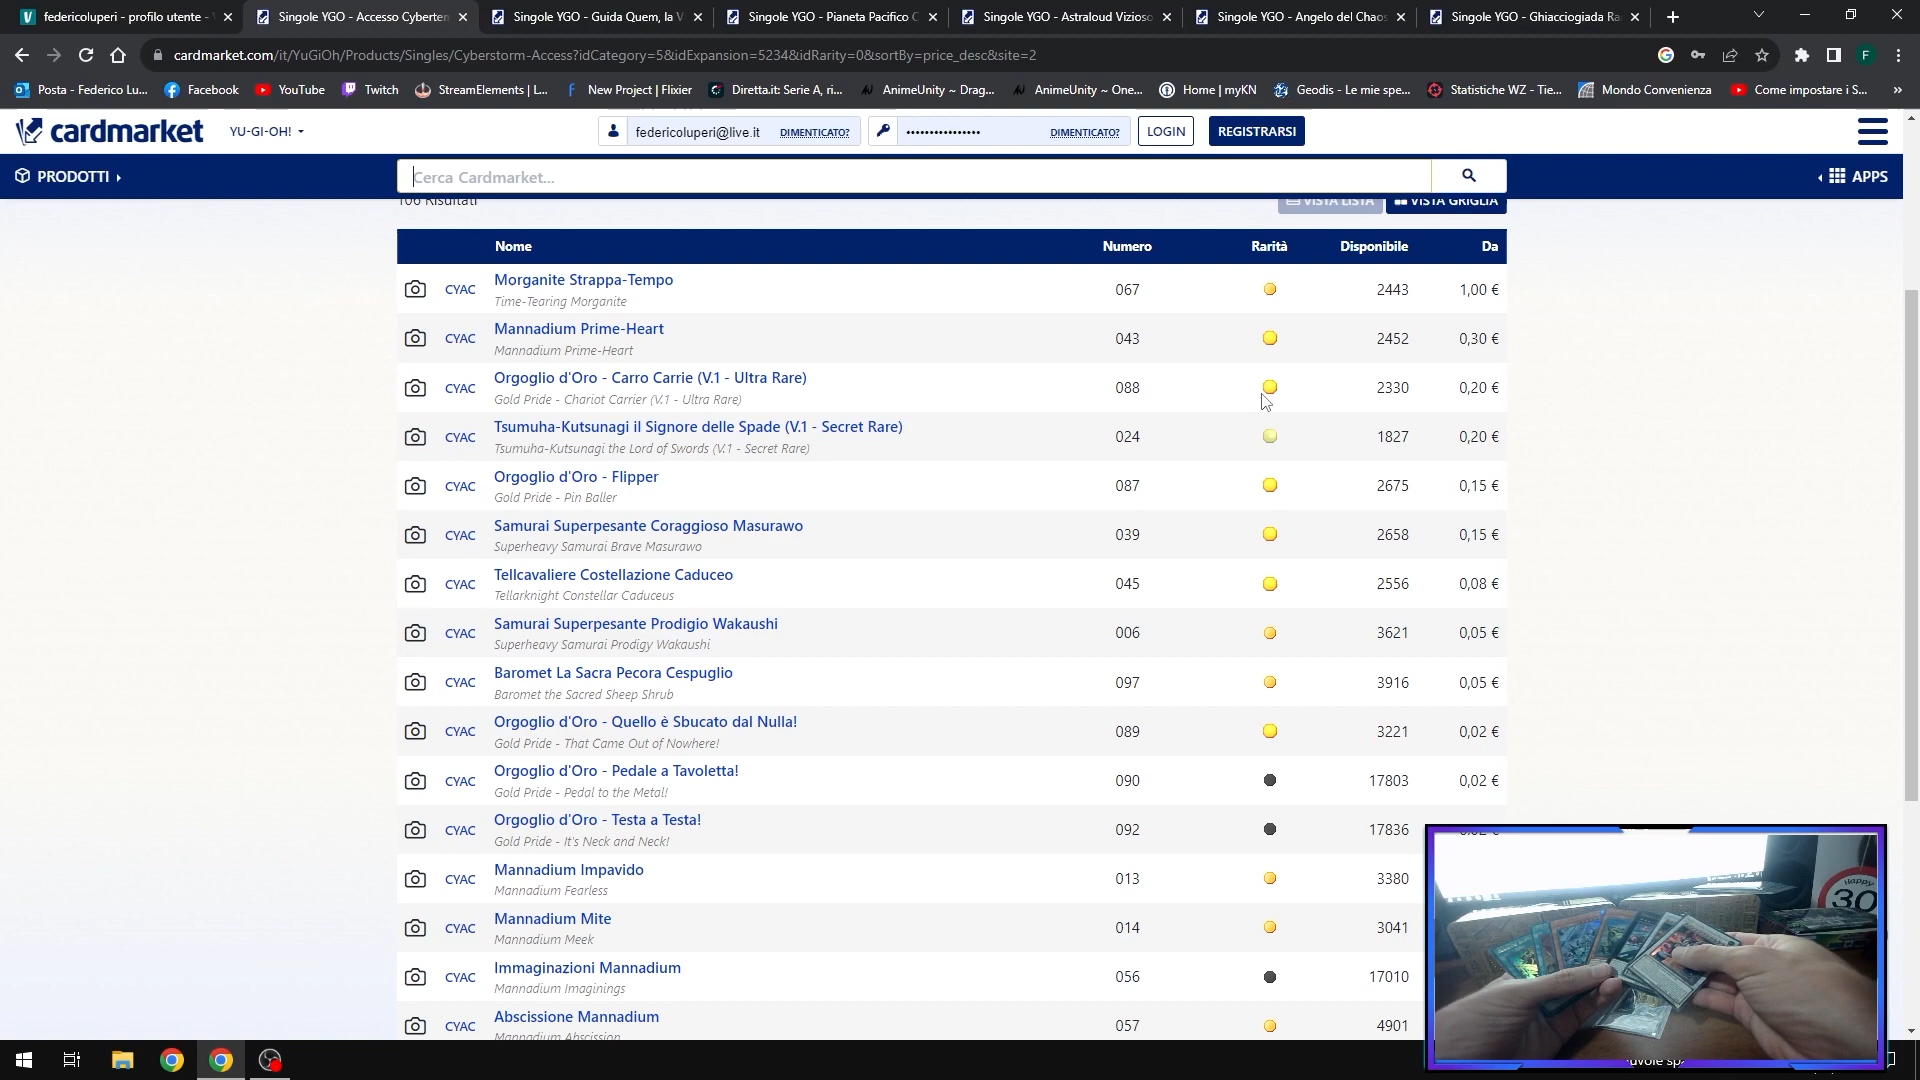 federicoluperi - profilo utente -
Singole YGO - Accesso Cyberten
Singole YGO - Guida Quem, la V
Singole YGO - Pianeta Pacifico C
Singole YGO - Astraloud Vizioso
Singole YGO - Angelo del Chaos
Singole YGO - Ghiacciogiada Ra
cardmarket.com/it/YuGiOh/Products/Singles/Cyberstorm-Access?idCategory=5&idExpansion=5234&idRarity=0&sortBy=price_desc&site=2
Posta - Federico Lu... Facebook YouTube Twitch StreamElements | L... New Project | Flixier Diretta.it: Serie A, ri... AnimeUnity ~ Drag... AnimeUnity ~ One... Home | myKN Geodis - Le mie spe... Statistiche WZ - Tie... Mondo Convenienza Come impostare i S... »
cardmarket YU-GI-OH! federicoluperi@live.it DIMENTICATO? •••••••••••••••• DIMENTICATO? LOGIN REGISTRARSI
PRODOTTI Cerca Cardmarket... APPS
106 Risultati VISTA LISTA VISTA GRIGLIA
Nome Numero Rarità Disponibile Da
CYAC Morganite Strappa-Tempo 067 2443 1,00 €
Time-Tearing Morganite
CYAC Mannadium Prime-Heart 043 2452 0,30 €
Mannadium Prime-Heart
CYAC Orgoglio d'Oro - Carro Carrie (V.1 - Ultra Rare) 088 2330 0,20 €
Gold Pride - Chariot Carrier (V.1 - Ultra Rare)
CYAC Tsumuha-Kutsunagi il Signore delle Spade (V.1 - Secret Rare) 024 1827 0,20 €
Tsumuha-Kutsunagi the Lord of Swords (V.1 - Secret Rare)
CYAC Orgoglio d'Oro - Flipper 087 2675 0,15 €
Gold Pride - Pin Baller
CYAC Samurai Superpesante Coraggioso Masurawo 039 2658 0,15 €
Superheavy Samurai Brave Masurawo
CYAC Tellcavaliere Costellazione Caduceo 045 2556 0,08 €
Tellarknight Constellar Caduceus
CYAC Samurai Superpesante Prodigio Wakaushi 006 3621 0,05 €
Superheavy Samurai Prodigy Wakaushi
CYAC Baromet La Sacra Pecora Cespuglio 097 3916 0,05 €
Baromet the Sacred Sheep Shrub
CYAC Orgoglio d'Oro - Quello è Sbucato dal Nulla! 089 3221 0,02 €
Gold Pride - That Came Out of Nowhere!
CYAC Orgoglio d'Oro - Pedale a Tavoletta! 090 17803 0,02 €
Gold Pride - Pedal to the Metal!
CYAC Orgoglio d'Oro - Testa a Testa! 092 17836 0,02 €
Gold Pride - It's Neck and Neck!
CYAC Mannadium Impavido 013 3380
Mannadium Fearless
CYAC Mannadium Mite 014 3041
Mannadium Meek
CYAC Immaginazioni Mannadium 056 17010
Mannadium Imaginings
CYAC Abscissione Mannadium 057 4901
Mannadium Abscission
Happy
30